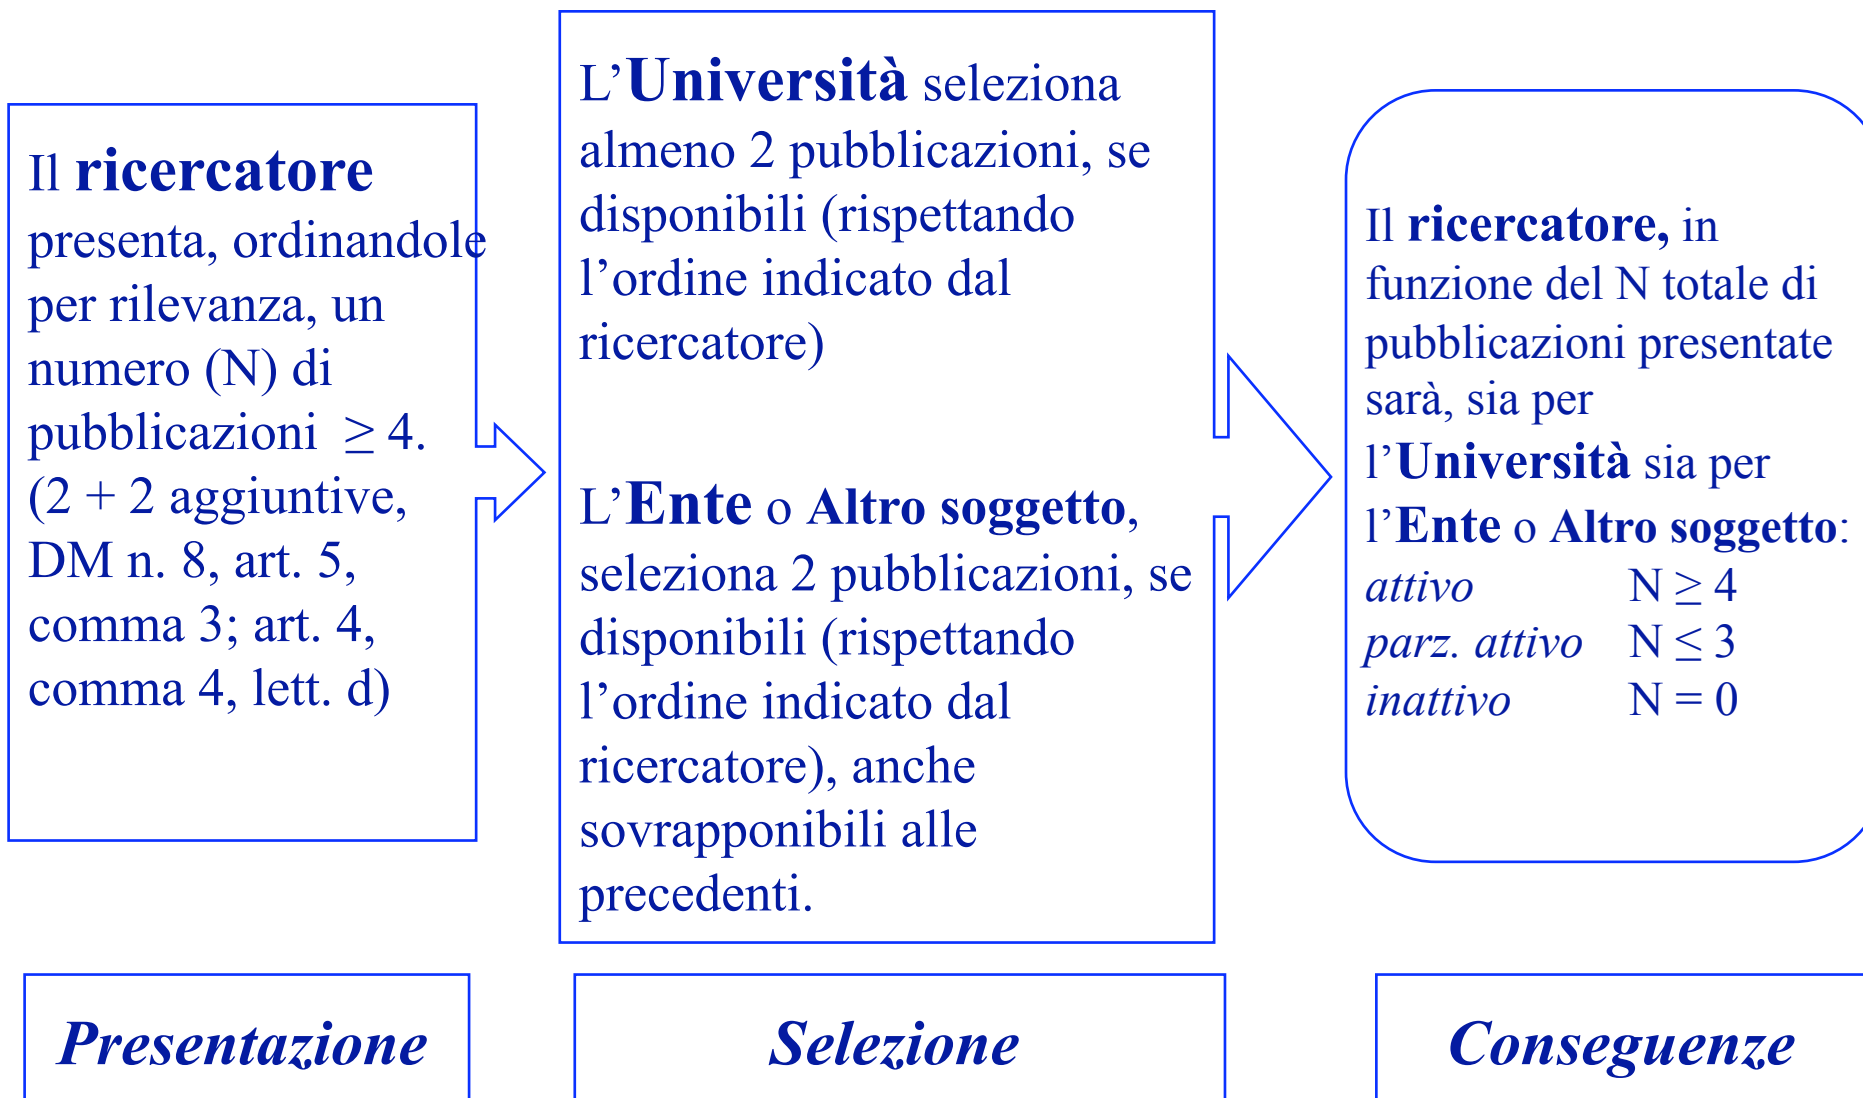 Il ricercatore
presenta, ordinandole
per rilevanza, un
numero (N) di
pubblicazioni ≥ 4.
(2 + 2 aggiuntive,
DM n. 8, art. 5,
comma 3; art. 4,
comma 4, lett. d)
L’Università seleziona
almeno 2 pubblicazioni, se
disponibili (rispettando
l’ordine indicato dal
ricercatore)
L’Ente o Altro soggetto,
seleziona 2 pubblicazioni, se
disponibili (rispettando
l’ordine indicato dal
ricercatore), anche
sovrapponibili alle
precedenti.
Il ricercatore, in
funzione del N totale di
pubblicazioni presentate
sarà, sia per
l’Università sia per
l’Ente o Altro soggetto:
attivo N ≥ 4
parz. attivo N ≤ 3
inattivo N = 0
Presentazione
Selezione
Conseguenze